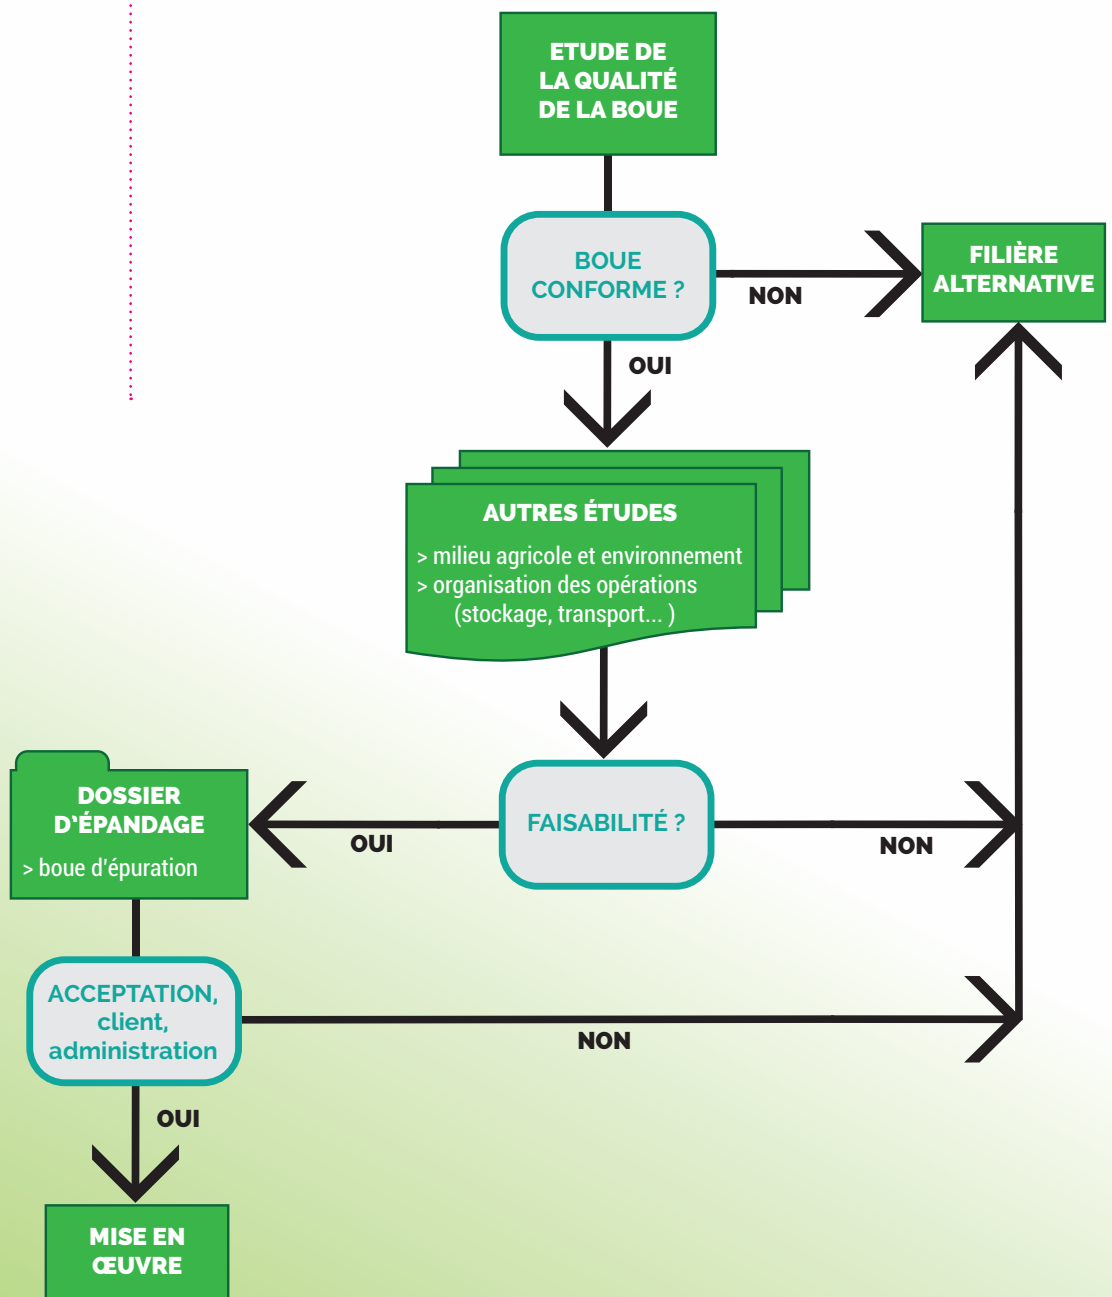 ETUDE DE
LA QUALITÉ
DE LA BOUE
BOUE
CONFORME ?
NON
FILIÈRE
ALTERNATIVE
OUI
AUTRES ÉTUDES
> milieu agricole et environnement
> organisation des opérations
(stockage, transport... )
FAISABILITÉ ?
OUI
NON
DOSSIER
D'ÉPANDAGE
> boue d'épuration
ACCEPTATION,
client,
administration
NON
OUI
MISE EN
ŒUVRE